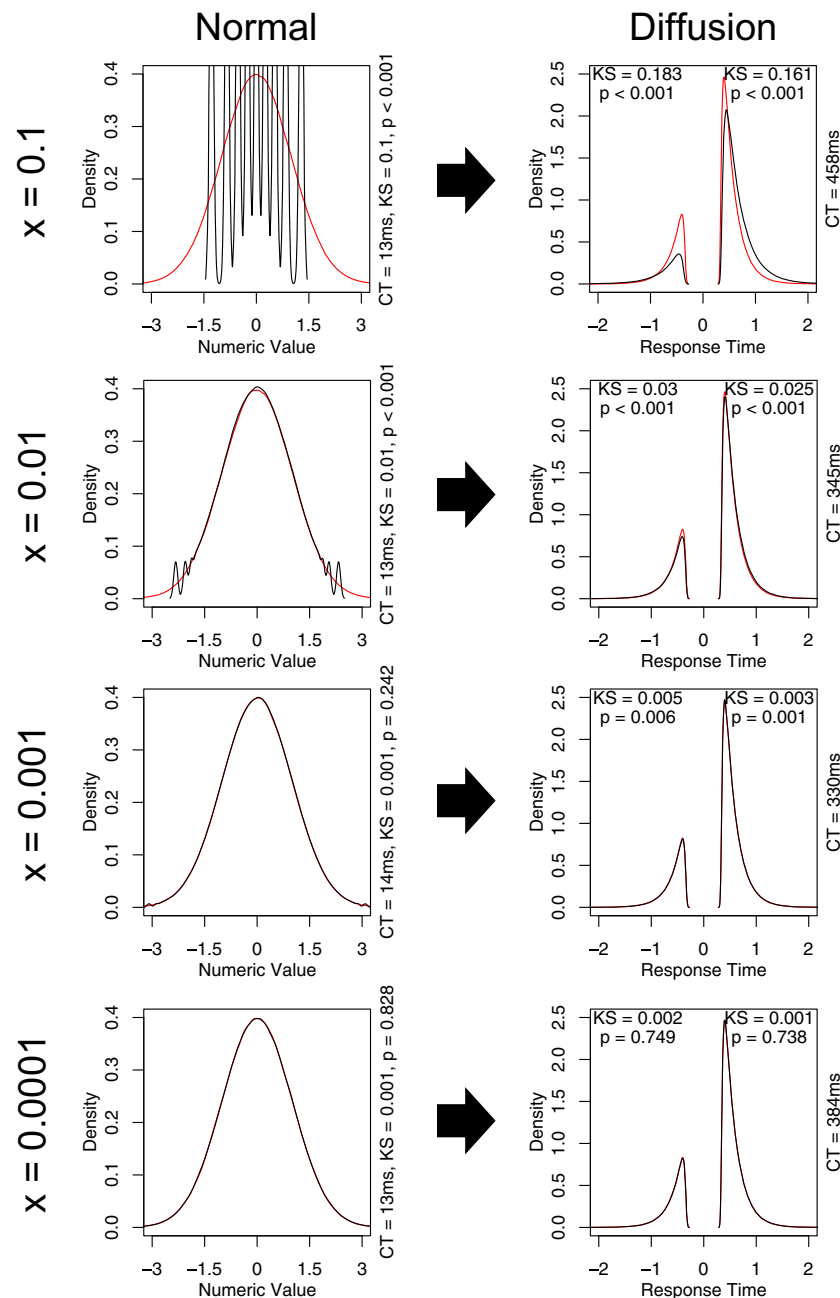 Normal
Diffusion
x = 0.1
Density
0.0
0.1
0.2
0.3
0.4
−3
−1.5
0
1.5
3
Numeric Value
CT = 13ms, KS = 0.1, p < 0.001
KS = 0.183
p < 0.001
KS = 0.161
p < 0.001
Density
0.0
0.5
1.0
1.5
2.0
2.5
−2
−1
0
1
2
Response Time
CT = 458ms
x = 0.01
Density
0.0
0.1
0.2
0.3
0.4
−3
−1.5
0
1.5
3
Numeric Value
CT = 13ms, KS = 0.01, p < 0.001
KS = 0.03
p < 0.001
KS = 0.025
p < 0.001
Density
0.0
0.5
1.0
1.5
2.0
2.5
−2
−1
0
1
2
Response Time
CT = 345ms
x = 0.001
Density
0.0
0.1
0.2
0.3
0.4
−3
−1.5
0
1.5
3
Numeric Value
CT = 14ms, KS = 0.001, p = 0.242
KS = 0.005
p = 0.006
KS = 0.003
p = 0.001
Density
0.0
0.5
1.0
1.5
2.0
2.5
−2
−1
0
1
2
Response Time
CT = 330ms
x = 0.0001
Density
0.0
0.1
0.2
0.3
0.4
−3
−1.5
0
1.5
3
Numeric Value
CT = 13ms, KS = 0.001, p = 0.828
KS = 0.002
p = 0.749
KS = 0.001
p = 0.738
Density
0.0
0.5
1.0
1.5
2.0
2.5
−2
−1
0
1
2
Response Time
CT = 384ms